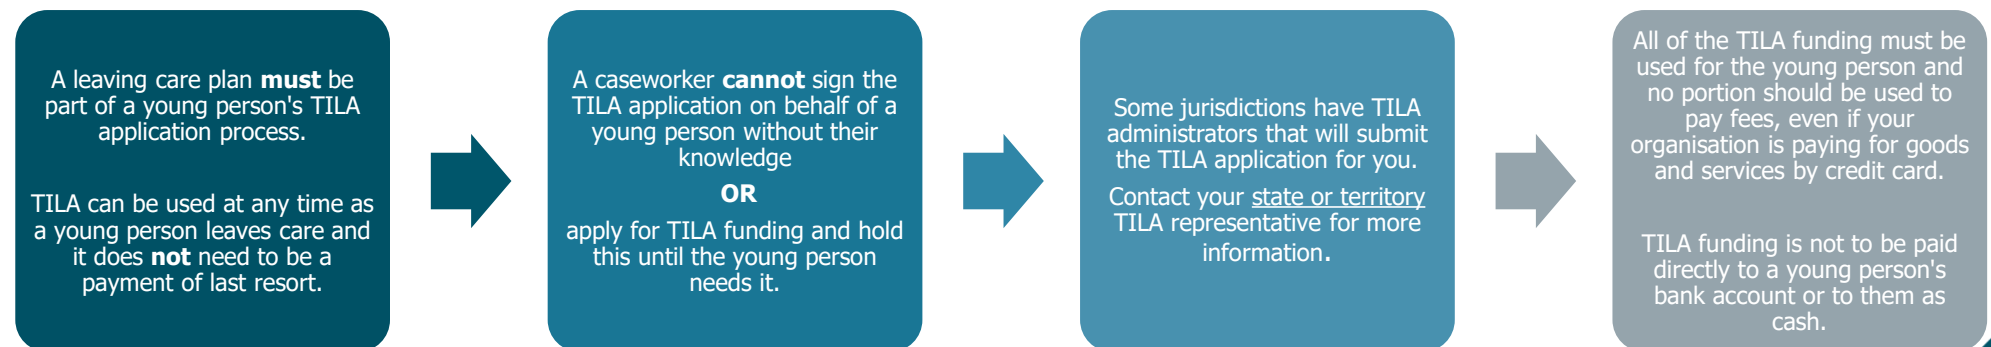 A leaving care plan must be
part of a young person's TILA
application process.
TILA can be used at any time as
a young person leaves care and
it does not need to be a
payment of last resort.
A caseworker cannot sign the
TILA application on behalf of a
young person without their
knowledge
OR
apply for TILA funding and hold
this until the young person
needs it.
Some jurisdictions have TILA
administrators that will submit
the TILA application for you.
Contact your state or territory
TILA representative for more
information.
All of the TILA funding must be
used for the young person and
no portion should be used to
pay fees, even if your
organisation is paying for goods
and services by credit card.
TILA funding is not to be paid
directly to a young person's
bank account or to them as
cash.